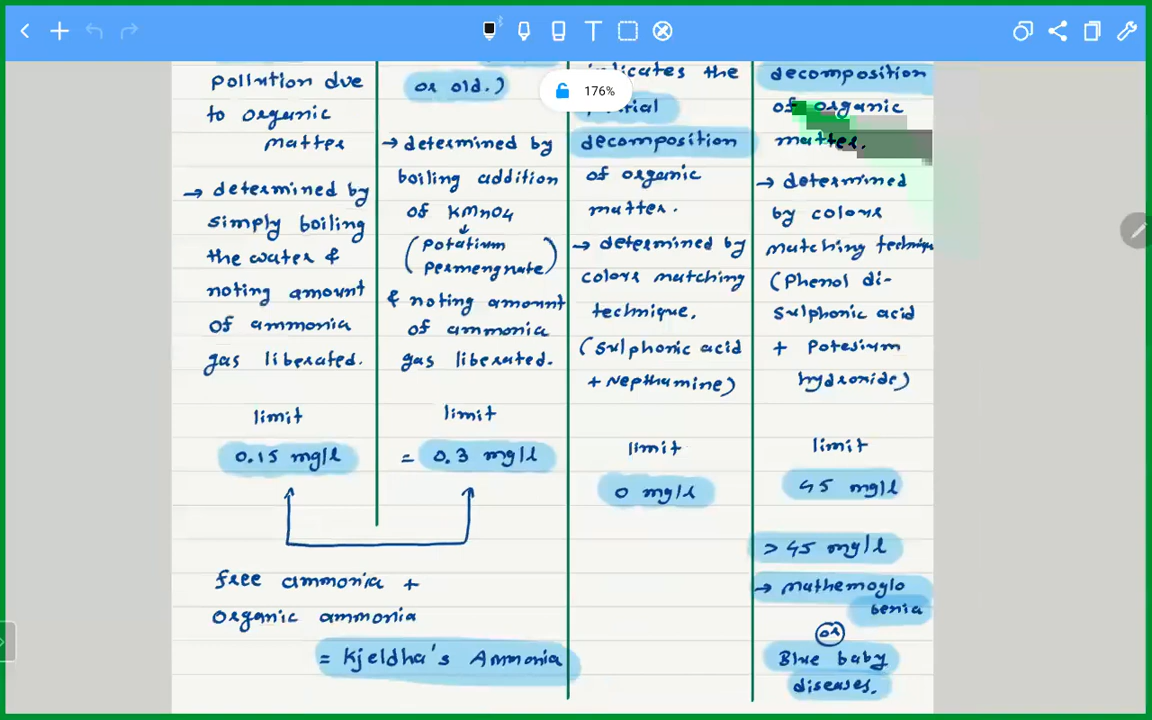 176%
pollution due
to organic
matter
→ determined by
simply boiling
the water &
noting amount
of ammonia
gas liberated.
limit
0.15 mg/l
or old.)
→ determined by
boiling addition
of KMnO4
(Potatium
permengnate)
& noting amount
of ammonia
gas liberated.
limit
= 0.3 mg/l
free ammonia +
organic ammonia
= Kjeldha's Ammonia
indicates the
decomposition
of organic
matter.
→ determined by
colour matching
technique.
(Sulphonic acid
+ Nepthamine)
limit
0 mg/l
decomposition
of organic
matter.
→ determined
by colour
matching technique
(Phenol di-
sulphonic acid
+ Potesium
hydroxide)
limit
45 mg/l
> 45 mg/l
→ mathemoglo
benia
or
Blue baby
diseases.